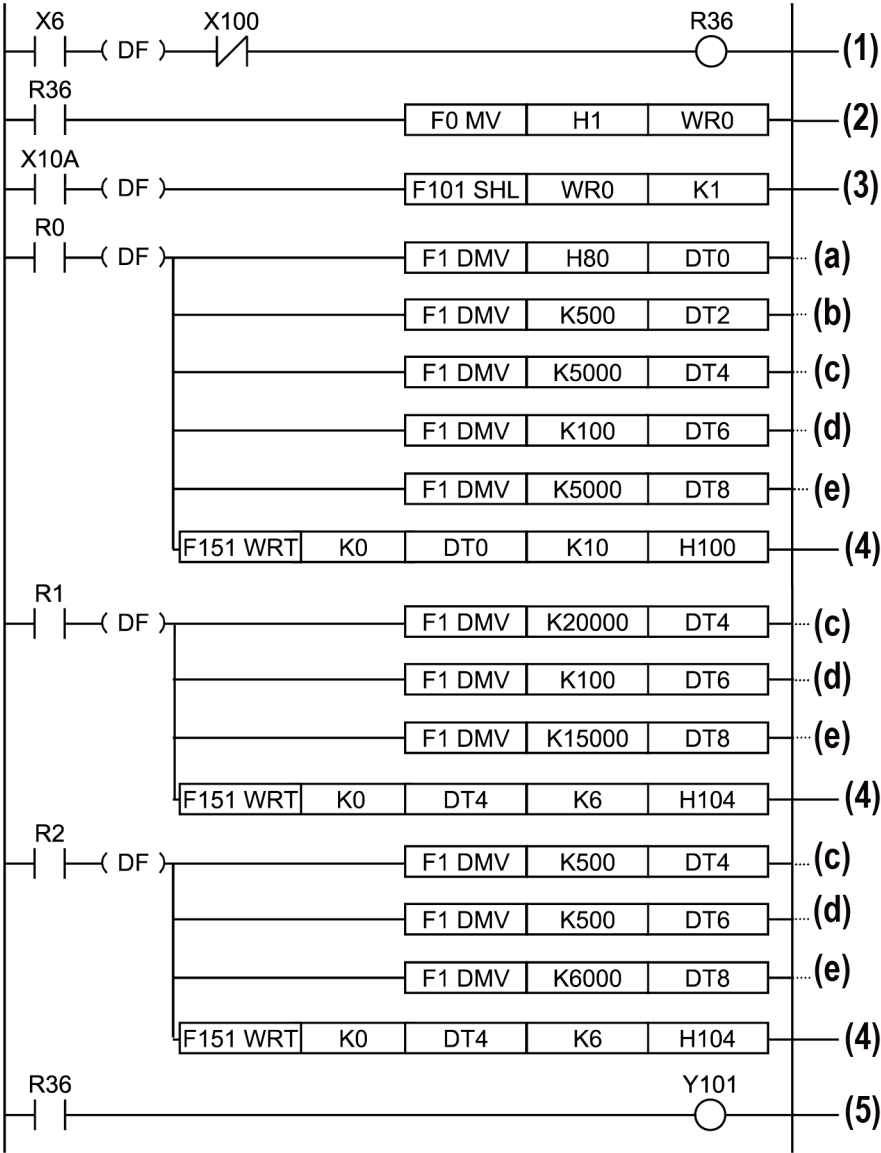 X6 X100 R36
( DF ) (1)
R36
F0 MV H1 WR0 (2)
X10A
( DF ) F101 SHL WR0 K1 (3)
R0
( DF ) F1 DMV H80 DT0 (a)
F1 DMV K500 DT2 (b)
F1 DMV K5000 DT4 (c)
F1 DMV K100 DT6 (d)
F1 DMV K5000 DT8 (e)
F151 WRT K0 DT0 K10 H100 (4)
R1
( DF ) F1 DMV K20000 DT4 (c)
F1 DMV K100 DT6 (d)
F1 DMV K15000 DT8 (e)
F151 WRT K0 DT4 K6 H104 (4)
R2
( DF ) F1 DMV K500 DT4 (c)
F1 DMV K500 DT6 (d)
F1 DMV K6000 DT8 (e)
F151 WRT K0 DT4 K6 H104 (4)
R36 Y101
(5)